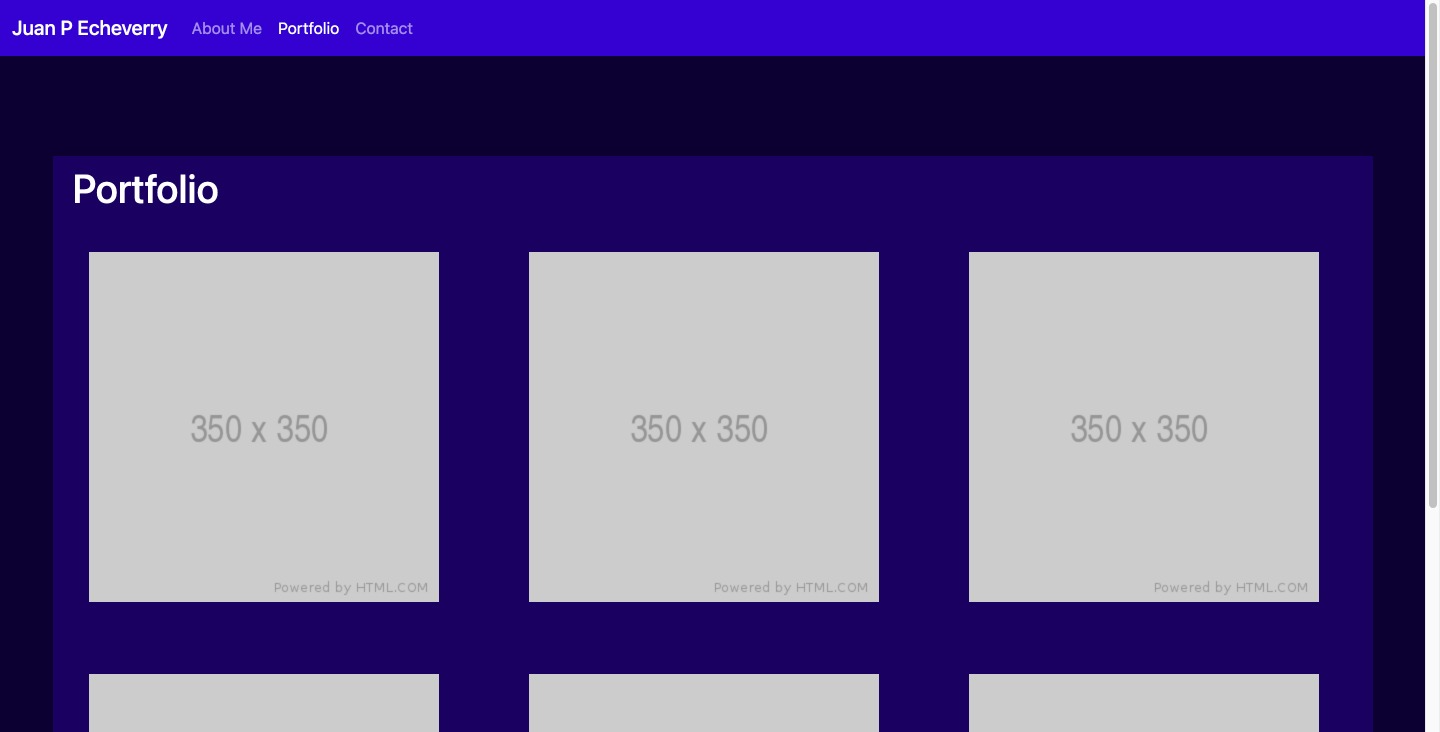 Juan P Echeverry About Me Portfolio Contact
Portfolio
350 x 350 350 x 350 350 x 350
Powered by HTML.COM Powered by HTML.COM Powered by HTML.COM